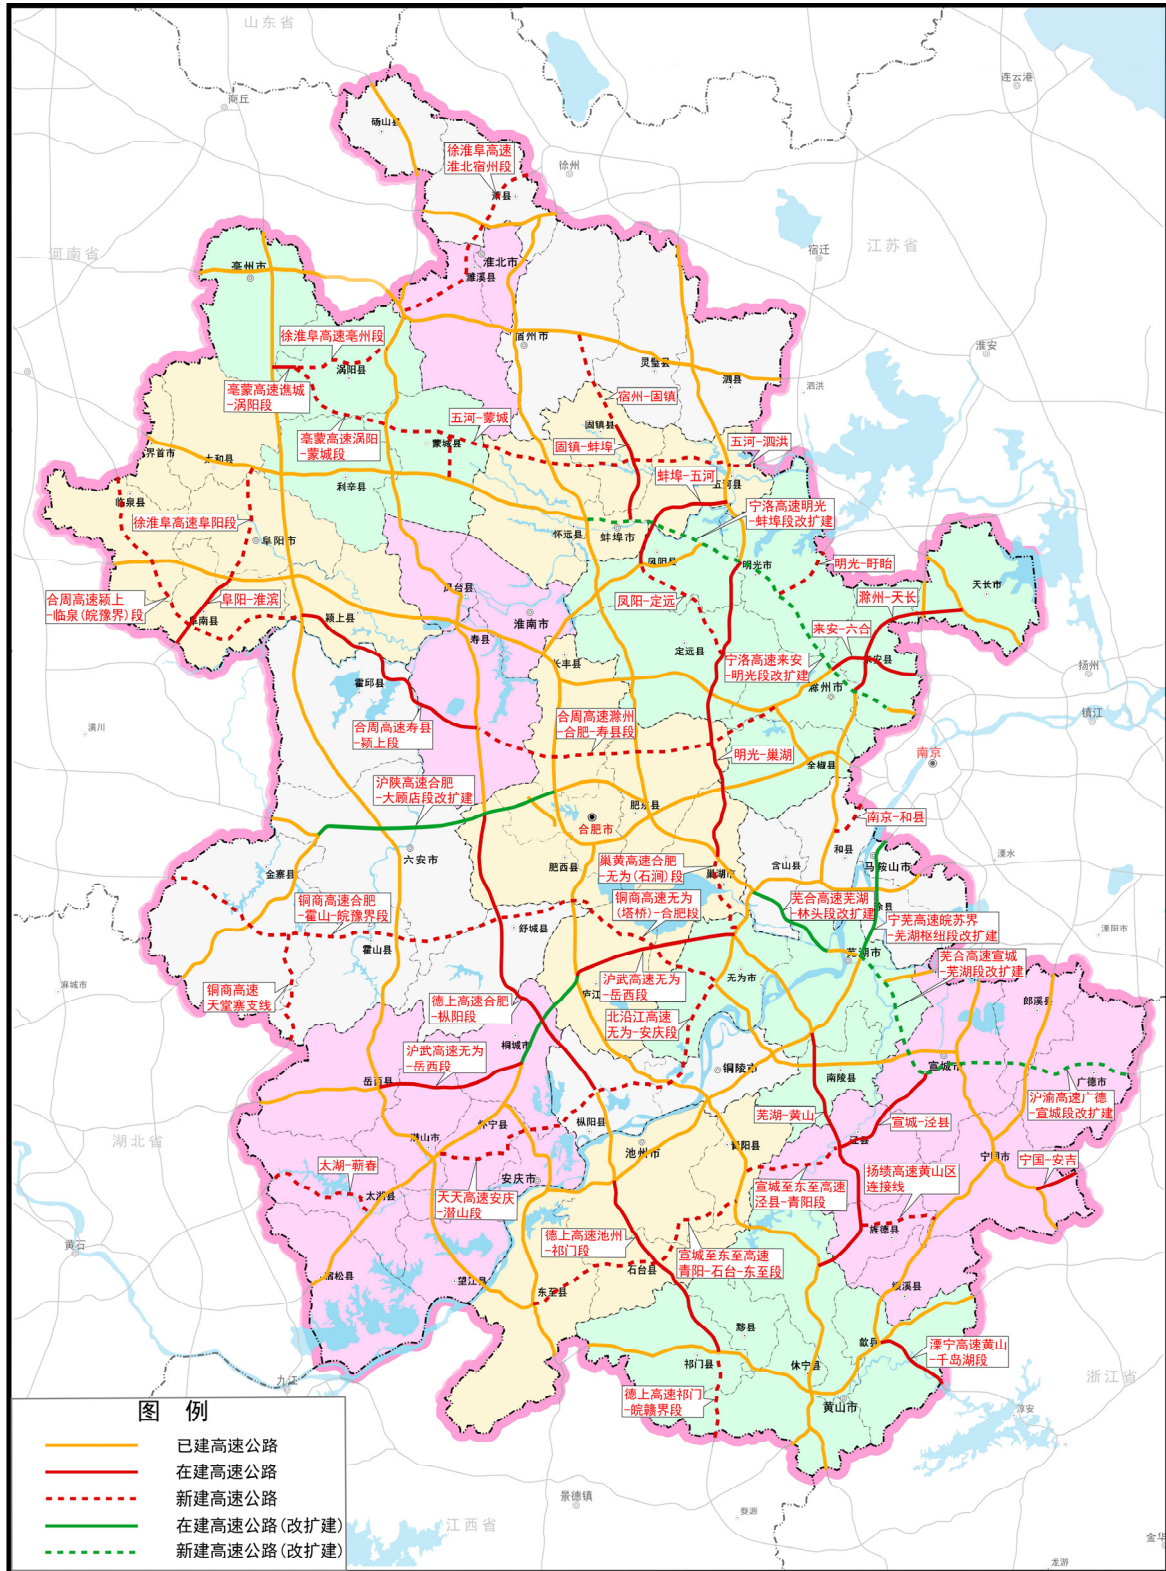 山东省
连云港
商丘
砀山县
徐淮阜高速
淮北宿州段
徐州
萧县
河南省
江苏省
宿迁
亳州市
淮北市
濉溪县
徐淮阜高速亳州段
宿州市
灵璧县
泗县
泗洪
淮安
涡阳县
亳蒙高速谯城
-涡阳段
宿州-固镇
五河-蒙城
固镇县
亳蒙高速涡阳
-蒙城段
蒙城县
固镇-蚌埠
五河-泗洪
界首市
太和县
利辛县
蚌埠-五河
五河县
临泉县
宁洛高速明光
-蚌埠段改扩建
徐淮阜高速阜阳段
阜阳市
怀远县
蚌埠市
凤阳县
明光市
明光-盱眙
天长市
合周高速颍上
-临泉(皖豫界)段
阜阳-淮滨
阜南县
颍上县
凤台县
淮南市
寿县
凤阳-定远
滁州-天长
来安-六合
来安县
定远县
长丰县
宁洛高速来安
-明光段改扩建
滁州市
扬州
镇江
霍邱县
潢川
合周高速寿县
-颍上段
合周高速滁州
-合肥-寿县段
明光-巢湖
全椒县
南京
沪陕高速合肥
-大顾店段改扩建
肥东县
合肥市
南京-和县
和县
六安市
肥西县
巢黄高速合肥
-无为(石涧)段
巢湖市
含山县
马鞍山市
溧水
金寨县
铜商高速合肥
-霍山-皖豫界段
铜商高速无为
(塔桥)-合肥段
芜合高速芜湖
-林头段改扩建
当涂县
宁芜高速皖苏界
-芜湖枢纽段改扩建
溧阳市
舒城县
霍山县
芜湖市
芜合高速宣城
-芜湖段改扩建
麻城市
铜商高速
天堂寨支线
沪武高速无为
-岳西段
无为市
庐江
郎溪县
德上高速合肥
-枞阳段
北沿江高速
无为-安庆段
桐城市
沪武高速无为
-岳西段
岳西县
铜陵市
南陵县
宣城市
广德市
沪渝高速广德
-宣城段改扩建
湖北省
怀宁县
枞阳县
芜湖-黄山
宣城-泾县
潜山市
池州市
青阳县
泾县
宁国市
宁国-安吉
太湖-蕲春
太湖县
天天高速安庆
-潜山段
安庆市
宣城至东至高速
泾县-青阳段
扬绩高速黄山区
连接线
旌德县
黄石
德上高速池州
-祁门段
宣城至东至高速
青阳-石台-东至段
宿松县
望江县
东至县
石台县
绩溪县
黟县
祁门县
休宁县
歙县
溧宁高速黄山
-千岛湖段
浙江省
九江
德上高速祁门
-皖赣界段
黄山市
淳安
图 例
已建高速公路
在建高速公路
新建高速公路
在建高速公路(改扩建)
新建高速公路(改扩建)
景德镇
婺源
江西省
金华
龙游